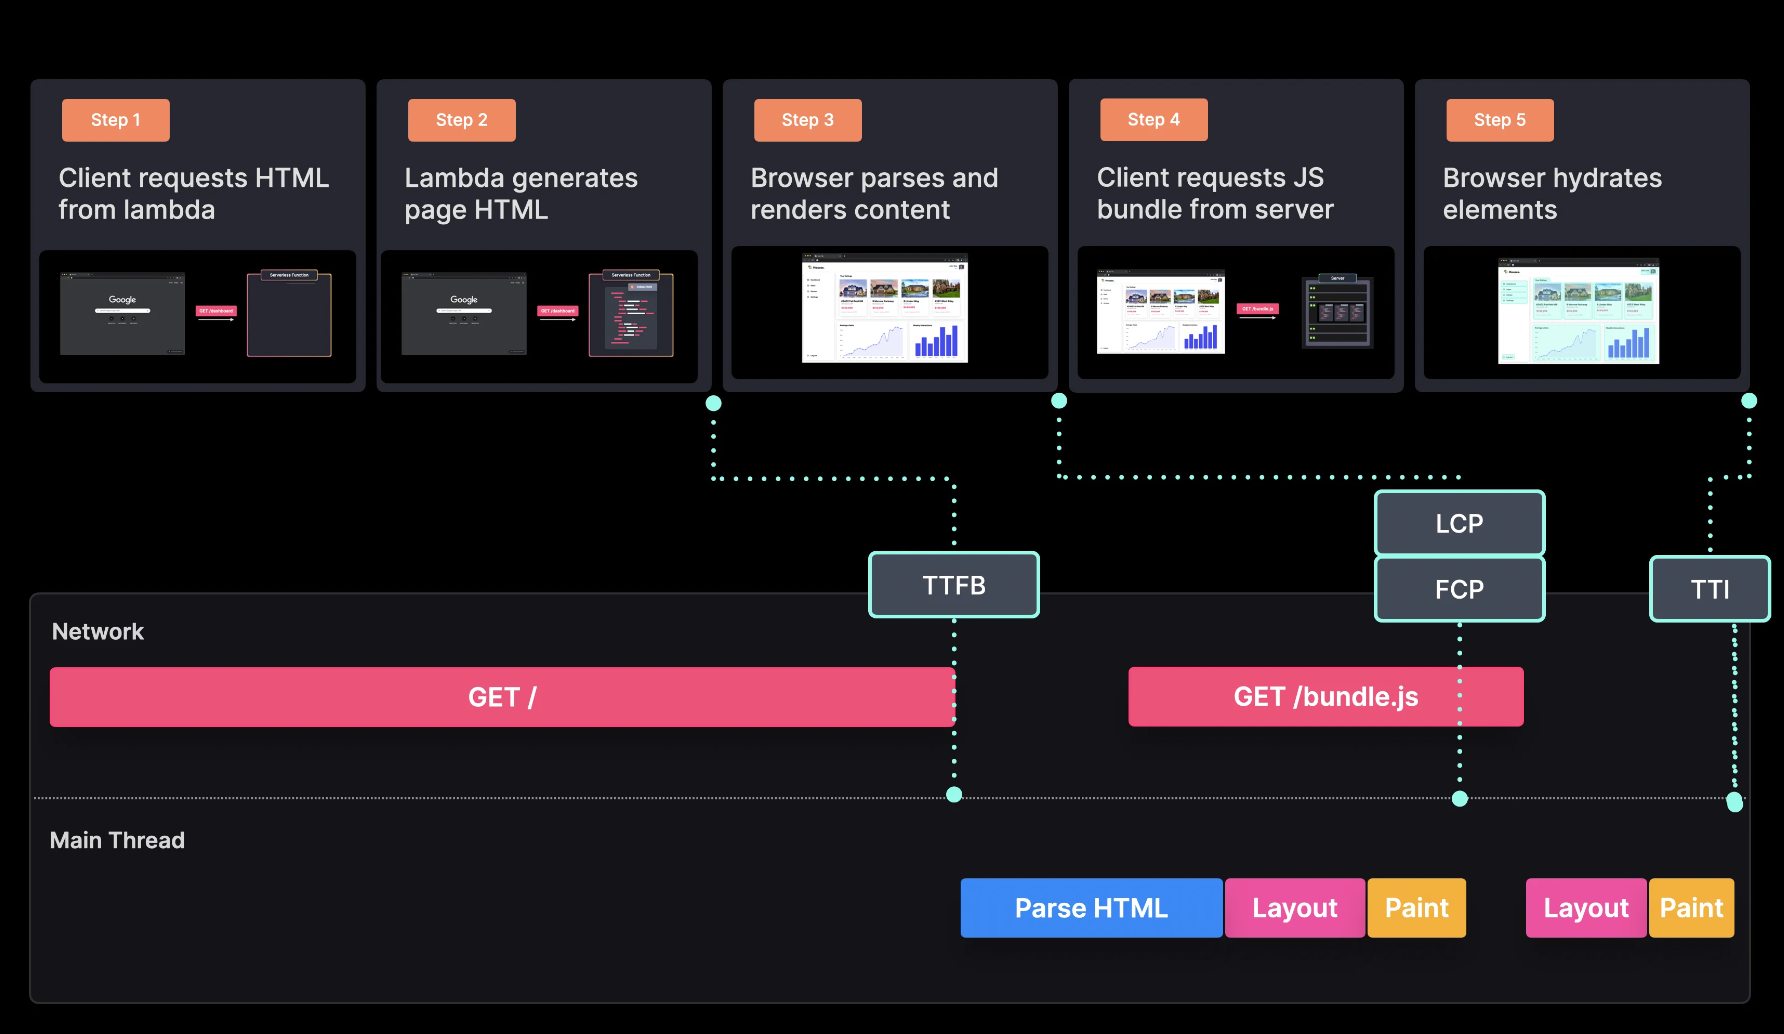 Step 1
Client requests HTML
from lambda
Google
GET /dashboard
Serverless Function
Step 2
Lambda generates
page HTML
Google
GET /dashboard
Serverless Function
Step 3
Browser parses and
renders content
Step 4
Client requests JS
bundle from server
GET /bundle.js
Server
Step 5
Browser hydrates
elements
LCP
TTFB
FCP
TTI
Network
GET /
GET /bundle.js
Main Thread
Parse HTML
Layout
Paint
Layout
Paint